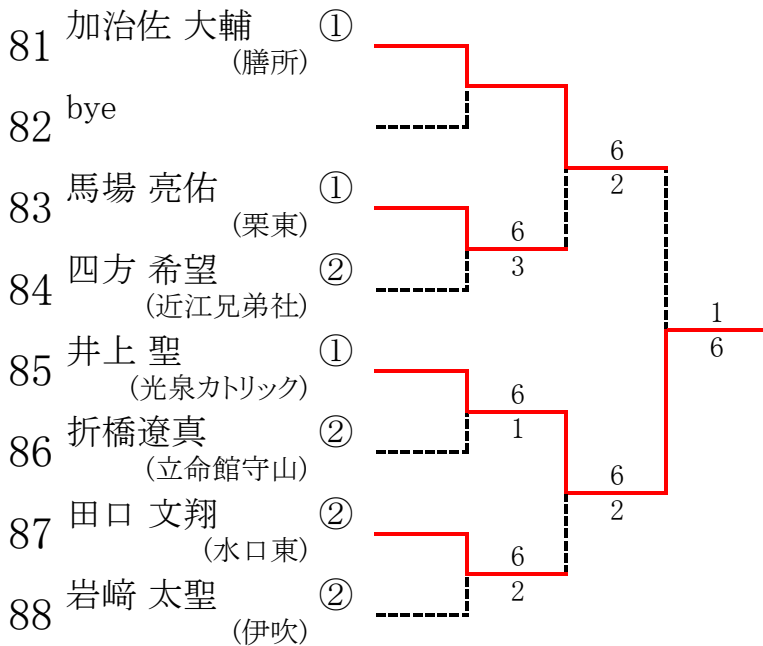 81 加治佐 大輔 ①
(膳所)
82 bye
83 馬場 亮佑 ①
(栗東)
84 四方 希望 ②
(近江兄弟社)
85 井上 聖 ①
(光泉カトリック)
86 折橋遼真 ②
(立命館守山)
87 田口 文翔 ②
(水口東)
88 岩﨑 太聖 ②
(伊吹)
6
3
6
1
6
2
6
2
6
2
1
6